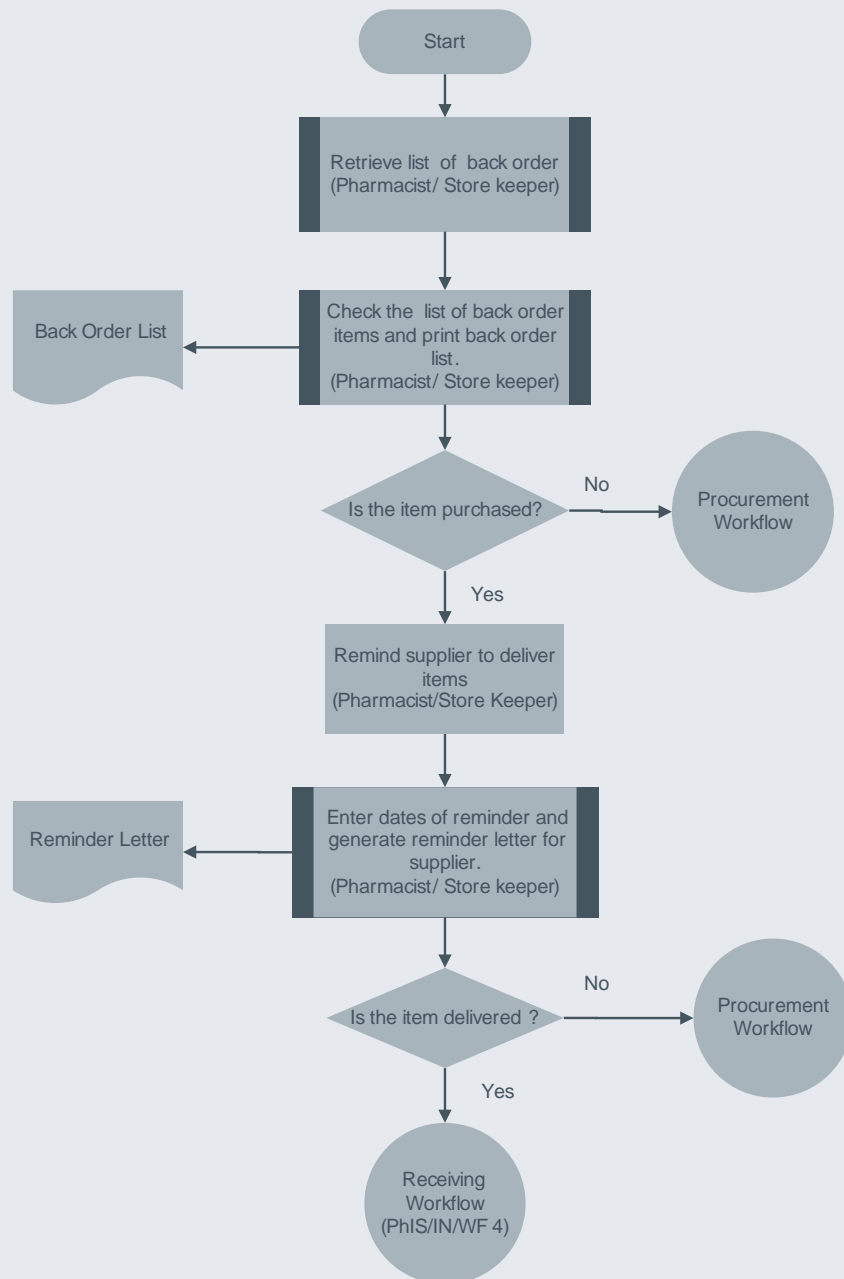 Start
Retrieve list of back order
(Pharmacist/ Store keeper)
Back Order List
Check the list of back order
items and print back order
list.
(Pharmacist/ Store keeper)
Is the item purchased?
No
Procurement
Workflow
Yes
Remind supplier to deliver
items
(Pharmacist/Store Keeper)
Reminder Letter
Enter dates of reminder and
generate reminder letter for
supplier.
(Pharmacist/ Store keeper)
Is the item delivered ?
No
Procurement
Workflow
Yes
Receiving
Workflow
(PhIS/IN/WF 4)